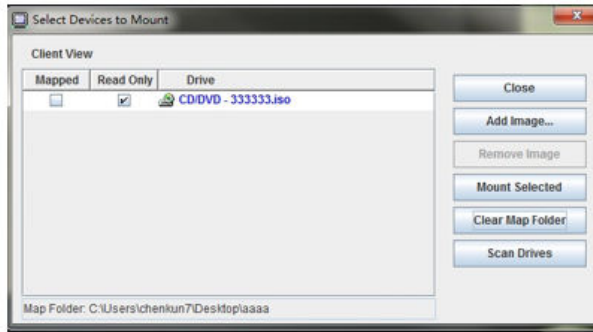 Select Devices to Mount
Client View
Mapped Read Only Drive
CD/DVD - 333333.iso
Close
Add Image...
Remove Image
Mount Selected
Clear Map Folder
Scan Drives
Map Folder: C:\Users\chenkun7\Desktop\aaaa